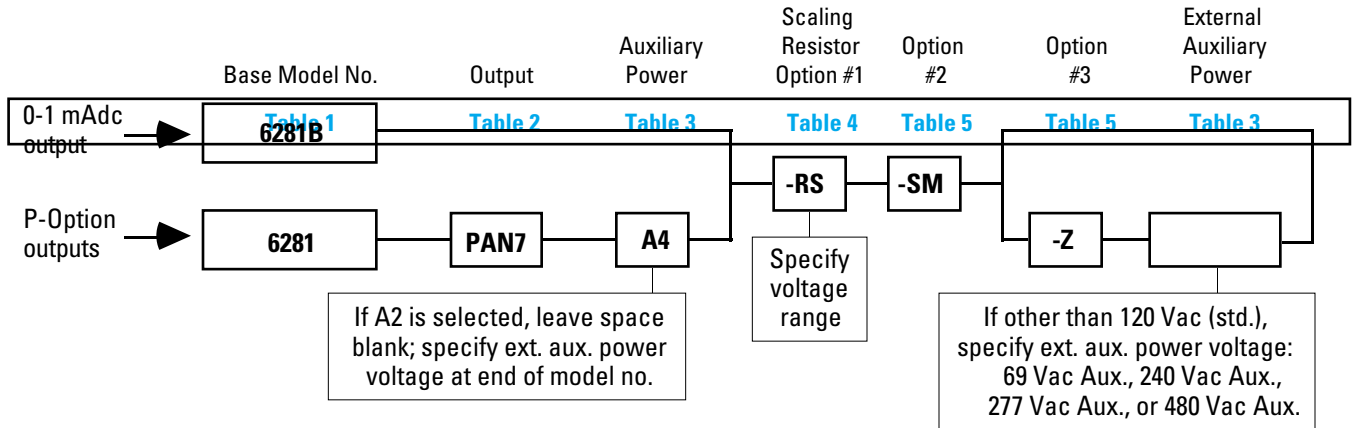 Scaling
Resistor
Option #1
External
Auxiliary
Power
Auxiliary
Power
Option
#2
Option
#3
Base Model No.
Output
0-1 mAdc
output
Table 1
6281B
Table 2
Table 3
Table 4
Table 5
Table 5
Table 3
-RS
-SM
P-Option
outputs
6281
PAN7
A4
-Z
Specify
voltage
range
If A2 is selected, leave space
blank; specify ext. aux. power
voltage at end of model no.
If other than 120 Vac (std.),
specify ext. aux. power voltage:
69 Vac Aux., 240 Vac Aux.,
277 Vac Aux., or 480 Vac Aux.